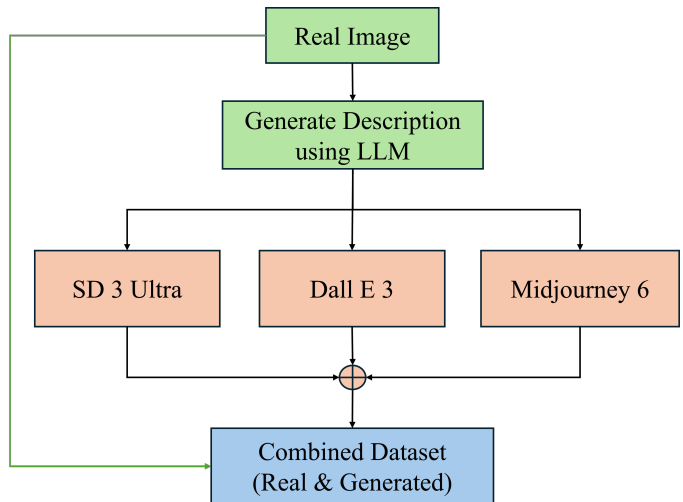 Real Image
Generate Description
using LLM
SD 3 Ultra
Dall E 3
Midjourney 6
Combined Dataset
(Real & Generated)